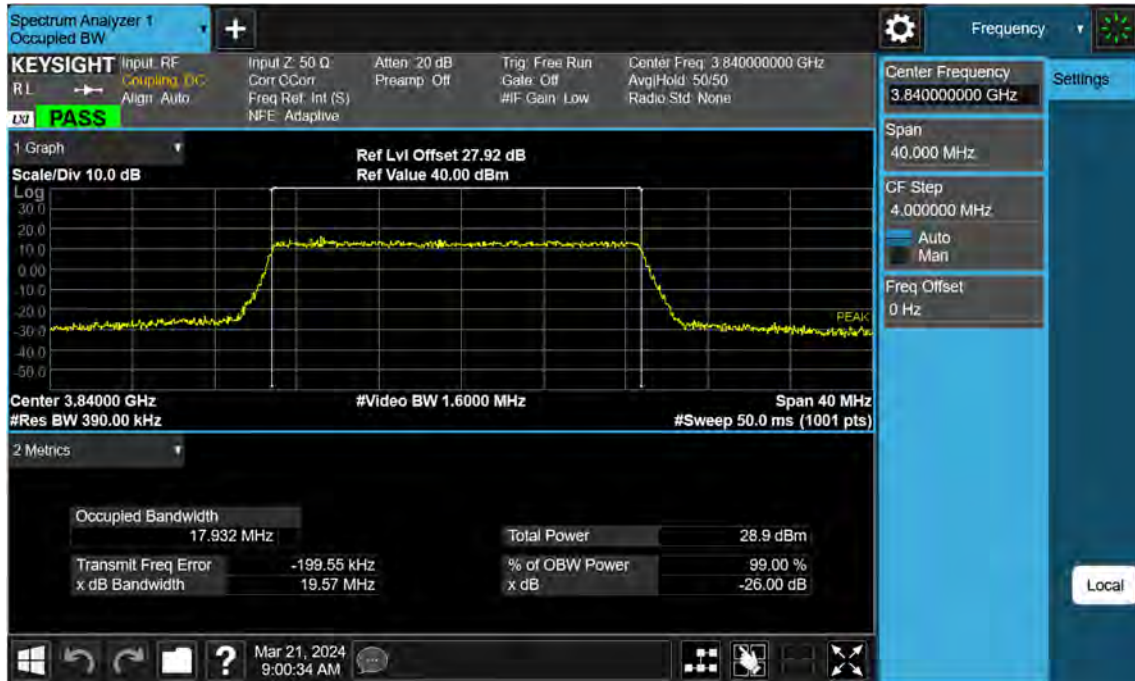 Spectrum Analyzer 1
Occupied BW
+
Frequency
KEYSIGHT
RL
LXI PASS
Input: RF
Coupling: DC
Align: Auto
Input Z: 50 Ω
Corr CCorr
Freq Ref: Int (S)
NFE: Adaptive
Atten: 20 dB
Preamp: Off
Trig: Free Run
Gate: Off
#IF Gain: Low
Center Freq: 3.840000000 GHz
Avg|Hold: 50/50
Radio Std: None
Center Frequency
3.840000000 GHz
Settings
Span
40.000 MHz
CF Step
4.000000 MHz
Auto
Man
Freq Offset
0 Hz
1 Graph
Scale/Div 10.0 dB
Ref Lvl Offset 27.92 dB
Ref Value 40.00 dBm
Log
30.0
20.0
10.0
0.00
-10.0
-20.0
-30.0
-40.0
-50.0
PEAK
Center 3.84000 GHz
#Video BW 1.6000 MHz
Span 40 MHz
#Res BW 390.00 kHz
#Sweep 50.0 ms (1001 pts)
2 Metrics
Occupied Bandwidth
17.932 MHz
Total Power 28.9 dBm
Transmit Freq Error -199.55 kHz
% of OBW Power 99.00 %
x dB Bandwidth 19.57 MHz
x dB -26.00 dB
Local
?
Mar 21, 2024
9:00:34 AM